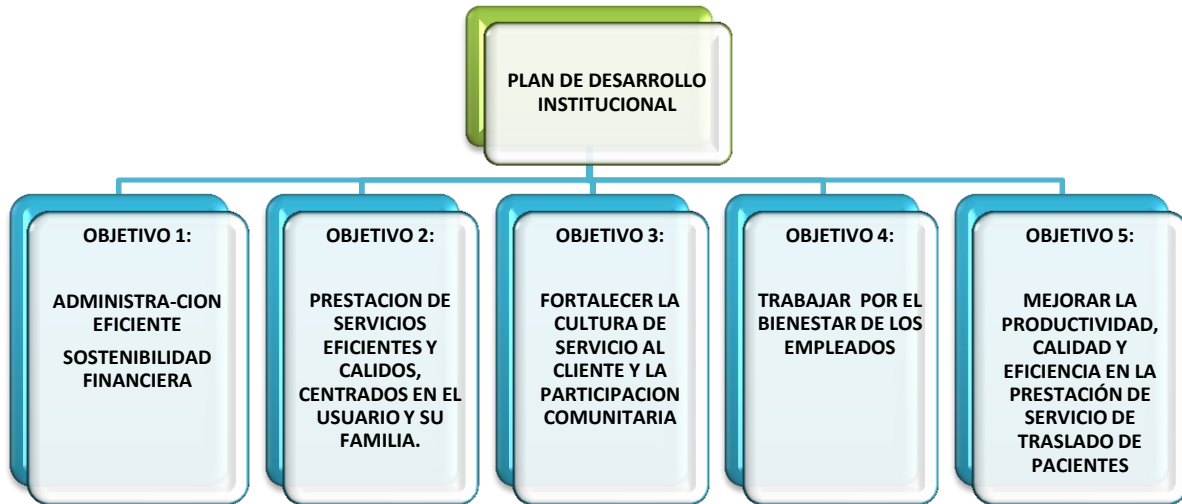 PLAN DE DESARROLLO
INSTITUCIONAL
OBJETIVO 1:
ADMINISTRA-CION
EFICIENTE
SOSTENIBILIDAD
FINANCIERA
OBJETIVO 2:
PRESTACION DE
SERVICIOS
EFICIENTES Y
CALIDOS,
CENTRADOS EN EL
USUARIO Y SU
FAMILIA.
OBJETIVO 3:
FORTALECER LA
CULTURA DE
SERVICIO AL
CLIENTE Y LA
PARTICIPACION
COMUNITARIA
OBJETIVO 4:
TRABAJAR POR EL
BIENESTAR DE LOS
EMPLEADOS
OBJETIVO 5:
MEJORAR LA
PRODUCTIVIDAD,
CALIDAD Y
EFICIENCIA EN LA
PRESTACIÓN DE
SERVICIO DE
TRASLADO DE
PACIENTES